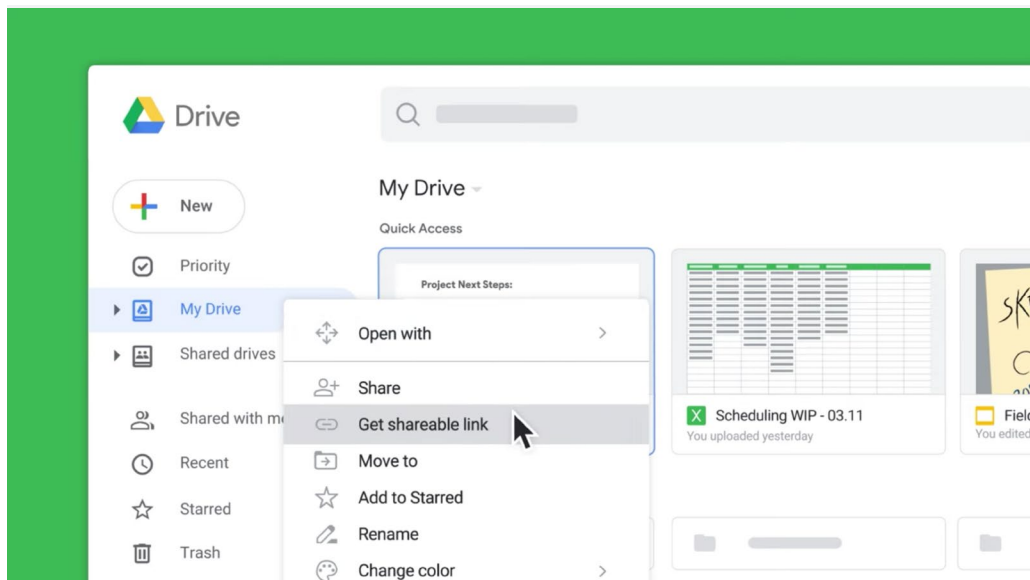 Drive
New
Priority
My Drive
Shared drives
Shared with
Recent
Starred
Trash
My Drive
Quick Access
Project Next Steps:
Open with
Share
Get shareable link
Move to
Add to Starred
Rename
Change color
X Scheduling WIP - 03.11
You uploaded yesterday
You edited